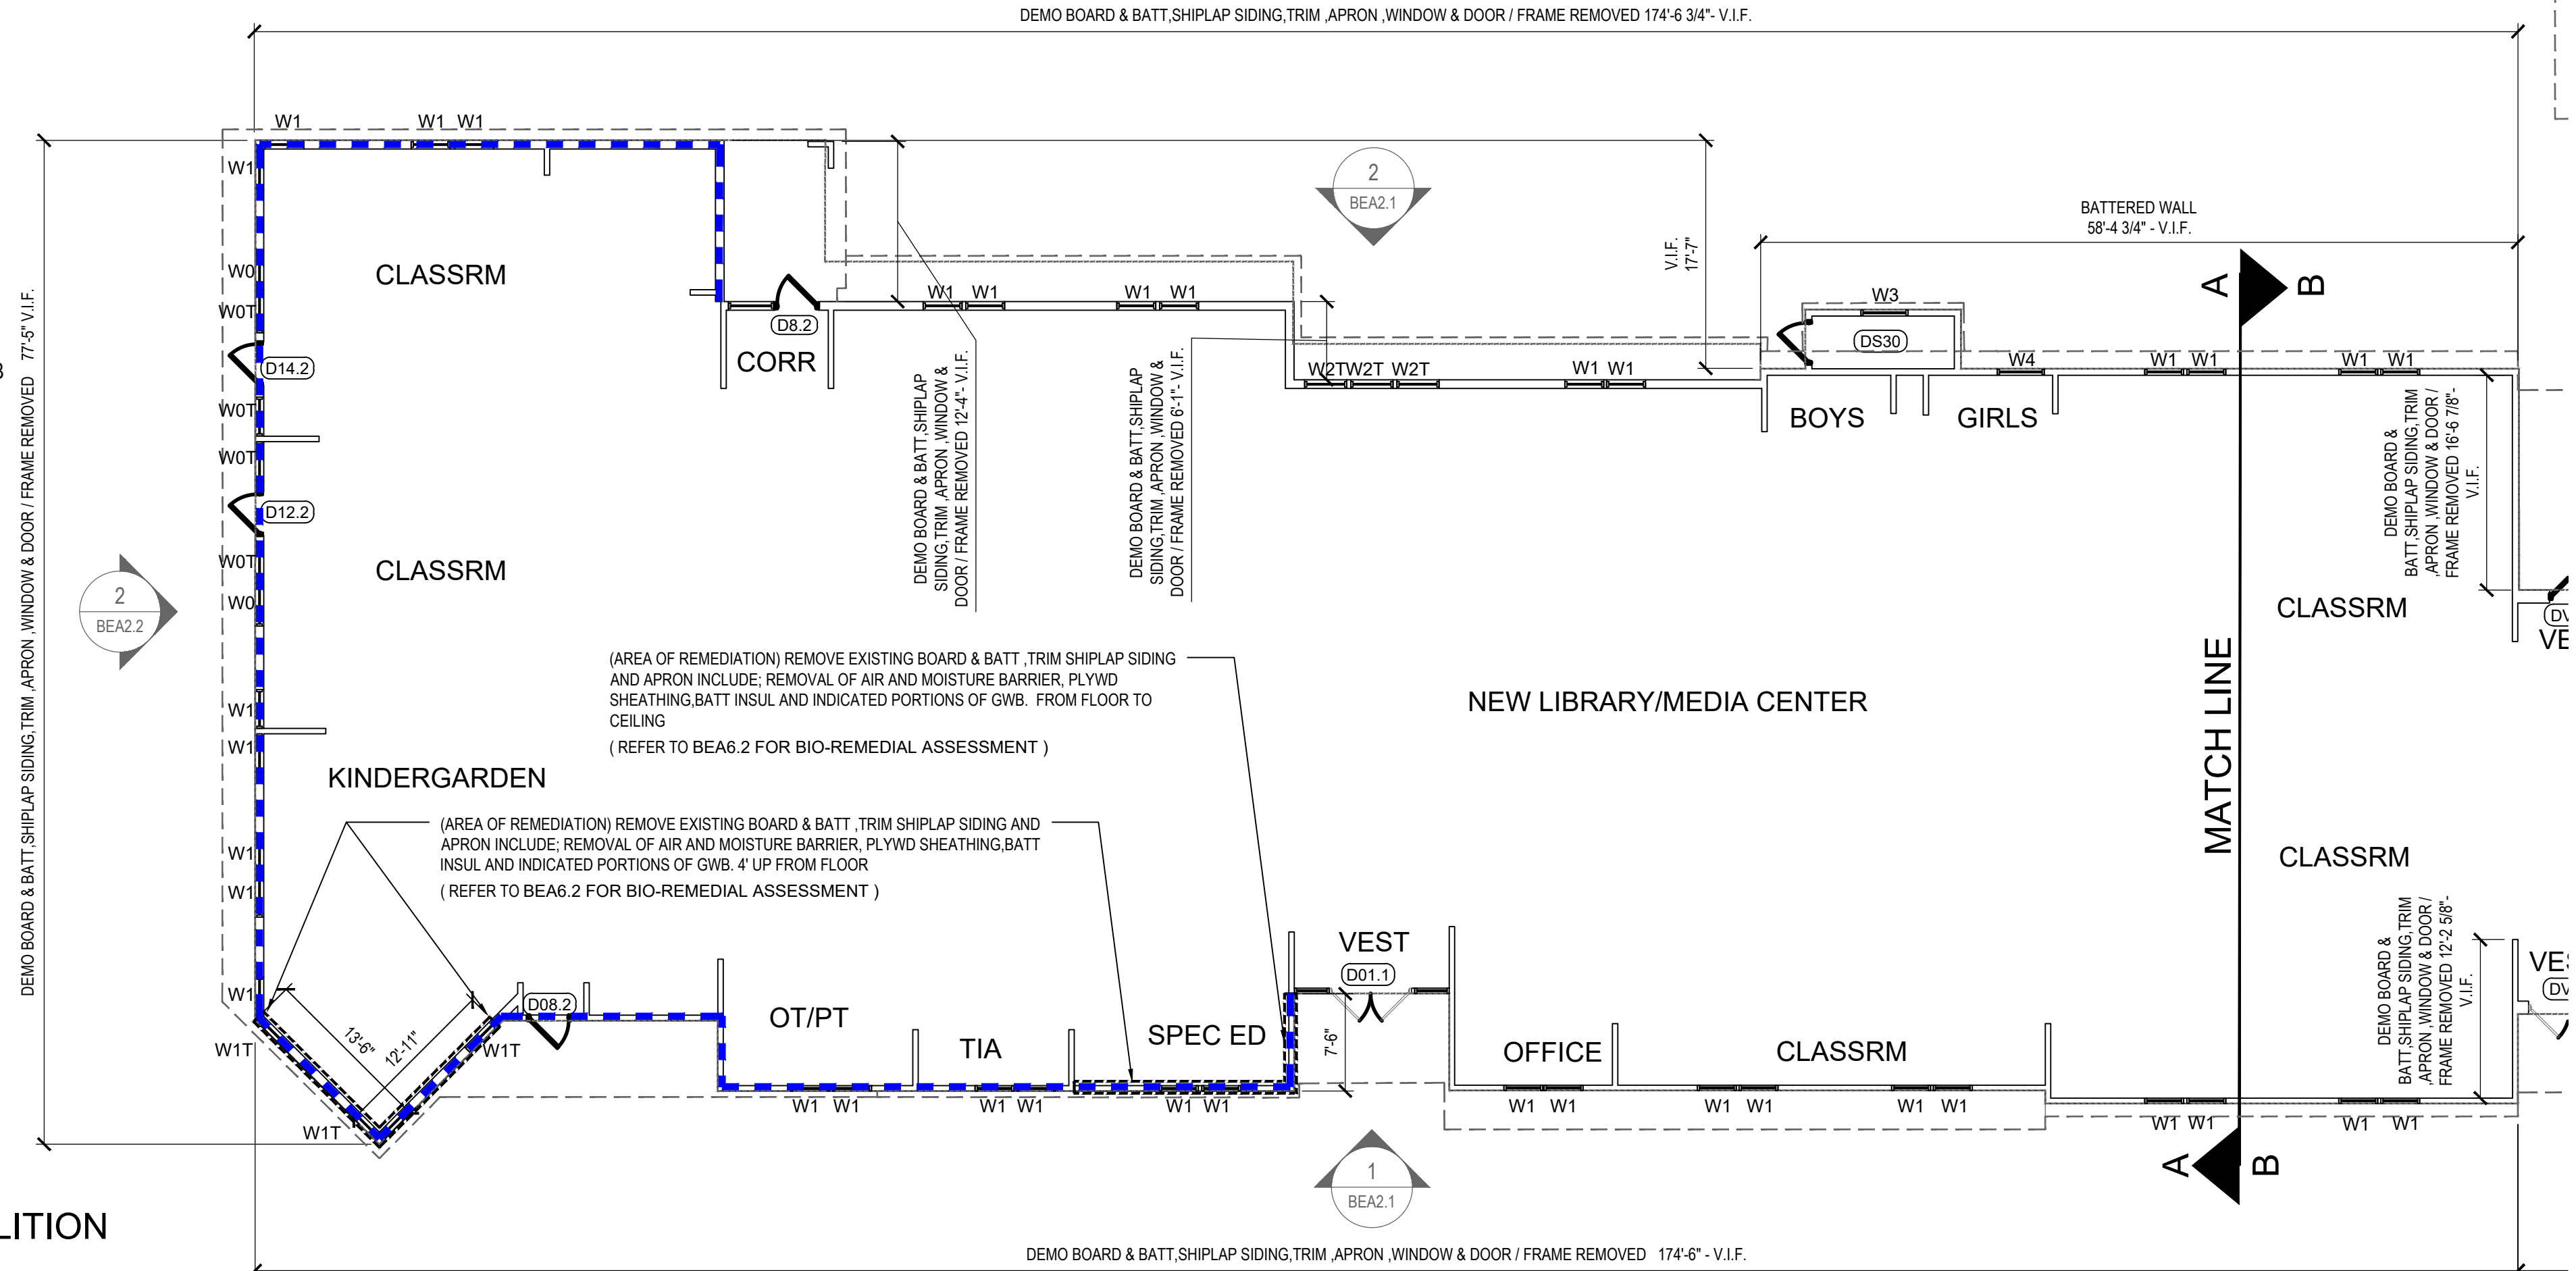 DEMO BOARD & BATT,SHIPLAP SIDING,TRIM ,APRON ,WINDOW & DOOR / FRAME REMOVED 174'-6 3/4"- V.I.F.
W1 W1 W1
W1
2
BEA2.1
BATTERED WALL
58'-4 3/4" - V.I.F.
V.I.F.
17'-7"
A B
W0
CLASSRM
W0T
W1 W1 W1 W1
W3
D8.2
DS30
CORR
D14.2
W2T W2T W2T
W1 W1
W4
W1 W1
W1 W1
W0T
BOYS
GIRLS
W0T
D12.2
W0T
W0
CLASSRM
DEMO BOARD & BATT,SHIPLAP SIDING,TRIM ,APRON ,WINDOW & DOOR / FRAME REMOVED 77'-5" V.I.F.
DEMO BOARD & BATT,SHIPLAP
SIDING,TRIM ,APRON ,WINDOW &
DOOR / FRAME REMOVED 12'-4"- V.I.F.
DEMO BOARD & BATT,SHIPLAP
SIDING,TRIM ,APRON ,WINDOW &
DOOR / FRAME REMOVED 6'-1"- V.I.F.
DEMO BOARD &
BATT,SHIPLAP SIDING,TRIM
,APRON ,WINDOW & DOOR /
FRAME REMOVED 16'-6 7/8"-
V.I.F.
2
BEA2.2
CLASSRM
DV
VE
(AREA OF REMEDIATION) REMOVE EXISTING BOARD & BATT ,TRIM SHIPLAP SIDING
AND APRON INCLUDE; REMOVAL OF AIR AND MOISTURE BARRIER, PLYWD
SHEATHING,BATT INSUL AND INDICATED PORTIONS OF GWB. FROM FLOOR TO
CEILING
( REFER TO BEA6.2 FOR BIO-REMEDIAL ASSESSMENT )
NEW LIBRARY/MEDIA CENTER
MATCH LINE
W1
W1
KINDERGARDEN
(AREA OF REMEDIATION) REMOVE EXISTING BOARD & BATT ,TRIM SHIPLAP SIDING AND
APRON INCLUDE; REMOVAL OF AIR AND MOISTURE BARRIER, PLYWD SHEATHING,BATT
INSUL AND INDICATED PORTIONS OF GWB. 4' UP FROM FLOOR
( REFER TO BEA6.2 FOR BIO-REMEDIAL ASSESSMENT )
W1
W1
CLASSRM
DEMO BOARD &
BATT,SHIPLAP SIDING,TRIM
,APRON ,WINDOW & DOOR /
FRAME REMOVED 12'-2 5/8"-
V.I.F.
VEST
D01.1
VES
DV
W1
D08.2
OT/PT
TIA
SPEC ED
7'-6"
OFFICE
CLASSRM
13'-6"
12'-11"
W1T
W1T
W1T
W1 W1
W1 W1
W1 W1
W1 W1
W1 W1
W1 W1
W1 W1
W1 W1
A B
1
BEA2.1
LITION
DEMO BOARD & BATT,SHIPLAP SIDING,TRIM ,APRON ,WINDOW & DOOR / FRAME REMOVED 174'-6" - V.I.F.